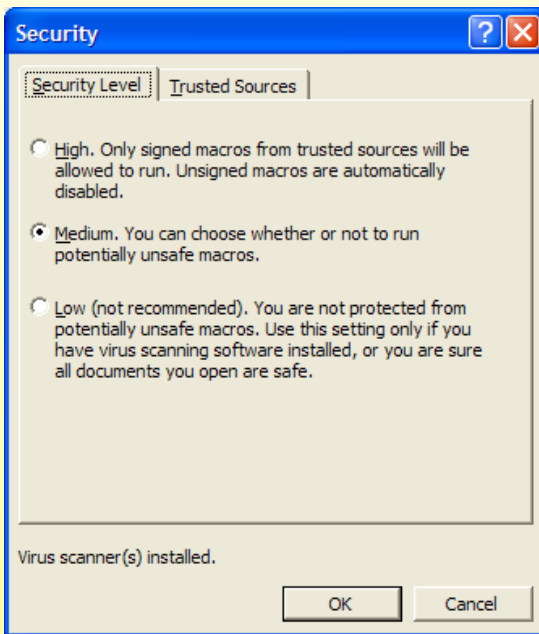 Security
Security Level
Trusted Sources
High. Only signed macros from trusted sources will be
allowed to run. Unsigned macros are automatically
disabled.
Medium. You can choose whether or not to run
potentially unsafe macros.
Low (not recommended). You are not protected from
potentially unsafe macros. Use this setting only if you
have virus scanning software installed, or you are sure
all documents you open are safe.
Virus scanner(s) installed.
OK
Cancel